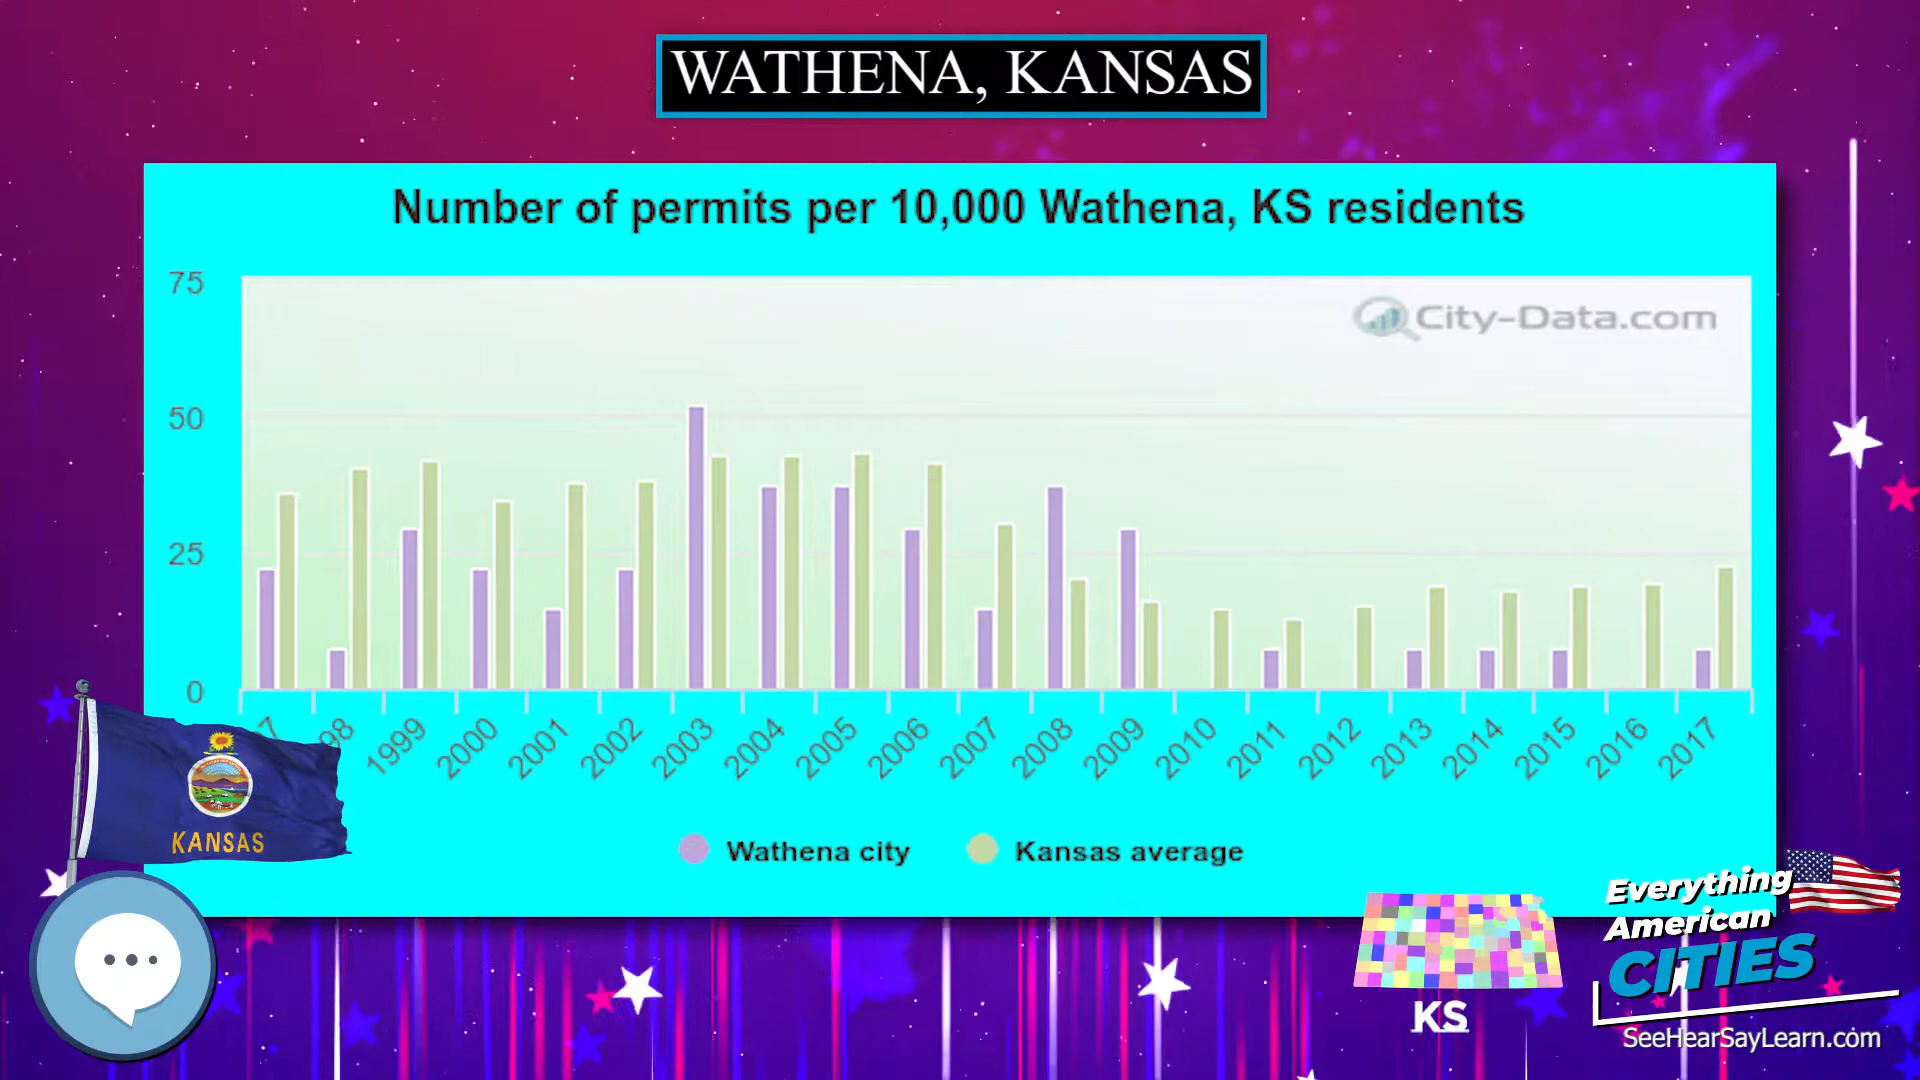 WATHENA, KANSAS
Number of permits per 10,000 Wathena, KS residents
75
City-Data.com
50
25
0
7 98 1999 2000 2001 2002 2003 2004 2005 2006 2007 2008 2009 2010 2011 2012 2013 2014 2015 2016 2017
KANSAS
Wathena city Kansas average
Everything
American
CITIES
KS
SeeHearSayLearn.com